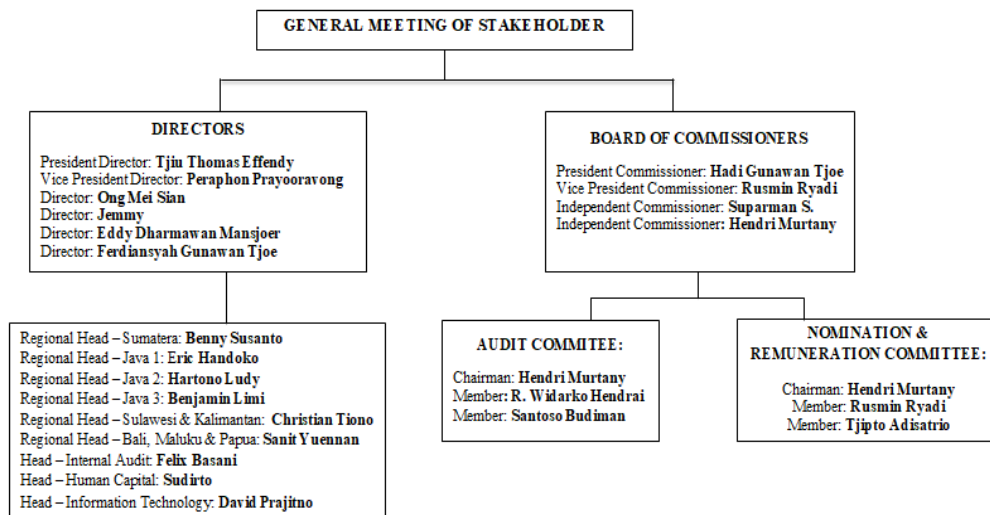 GENERAL MEETING OF STAKEHOLDER
DIRECTORS
President Director: Tjiu Thomas Effendy
Vice President Director: Peraphon Prayooravong
Director: Ong Mei Sian
Director: Jemmy
Director: Eddy Dharmawan Mansjoer
Director: Ferdiansyah Gunawan Tjoe
BOARD OF COMMISSIONERS
President Commissioner: Hadi Gunawan Tjoe
Vice President Commissioner: Rusmin Ryadi
Independent Commissioner: Suparman S.
Independent Commissioner: Hendri Murtany
Regional Head – Sumatera: Benny Susanto
Regional Head – Java 1: Eric Handoko
Regional Head – Java 2: Hartono Ludy
Regional Head – Java 3: Benjamin Limi
Regional Head – Sulawesi & Kalimantan: Christian Tiono
Regional Head – Bali, Maluku & Papua: Sanit Yuennan
Head – Internal Audit: Felix Basani
Head – Human Capital: Sudirto
Head – Information Technology: David Prajitno
AUDIT COMMITEE:
Chairman: Hendri Murtany
Member: R. Widarko Hendrai
Member: Santoso Budiman
NOMINATION &
REMUNERATION COMMITTEE:
Chairman: Hendri Murtany
Member: Rusmin Ryadi
Member: Tjipto Adisatrio